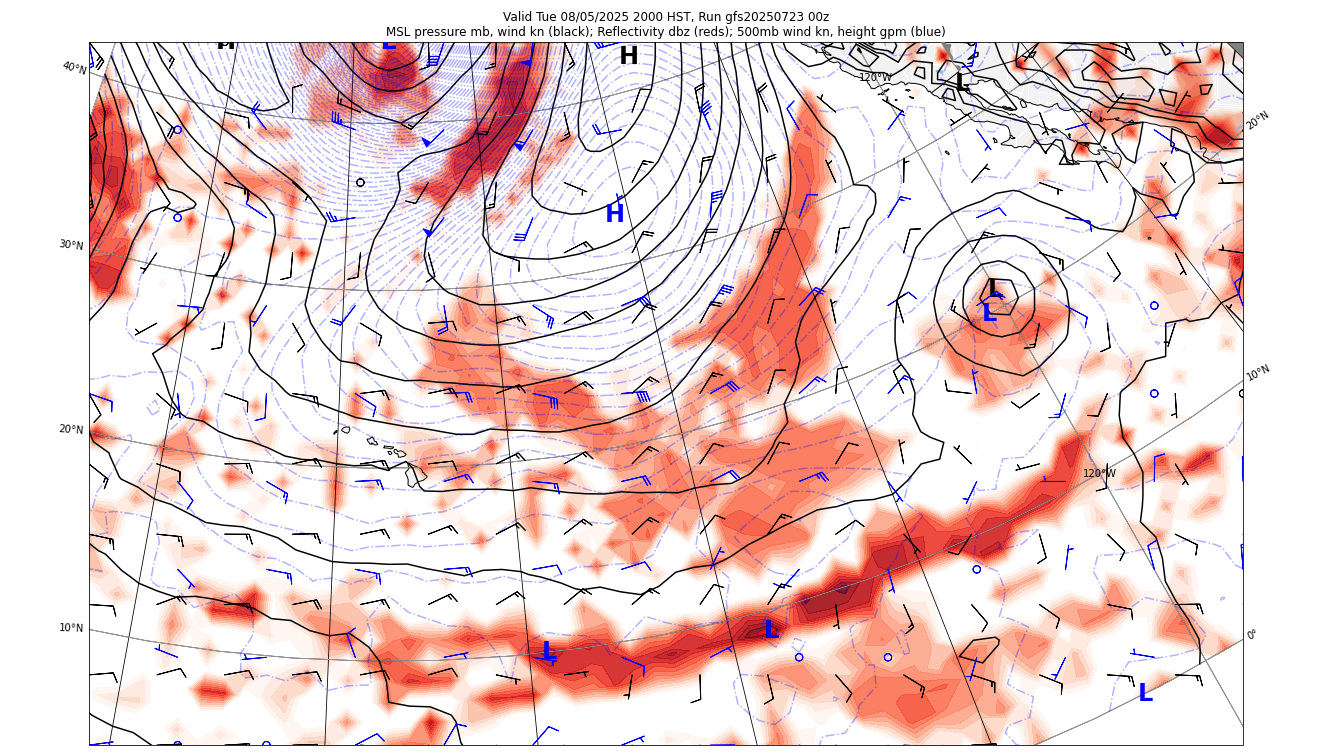 Valid Tue 08/05/2025 2000 HST, Run gfs20250723 00z
MSL pressure mb, wind kn (black); Reflectivity dbz (reds); 500mb wind kn, height gpm (blue)
H
L
H
40°N
120°W
L
20°N
H
30°N
L
L
10°N
20°N
120°W
10°N
L
L
0°
L